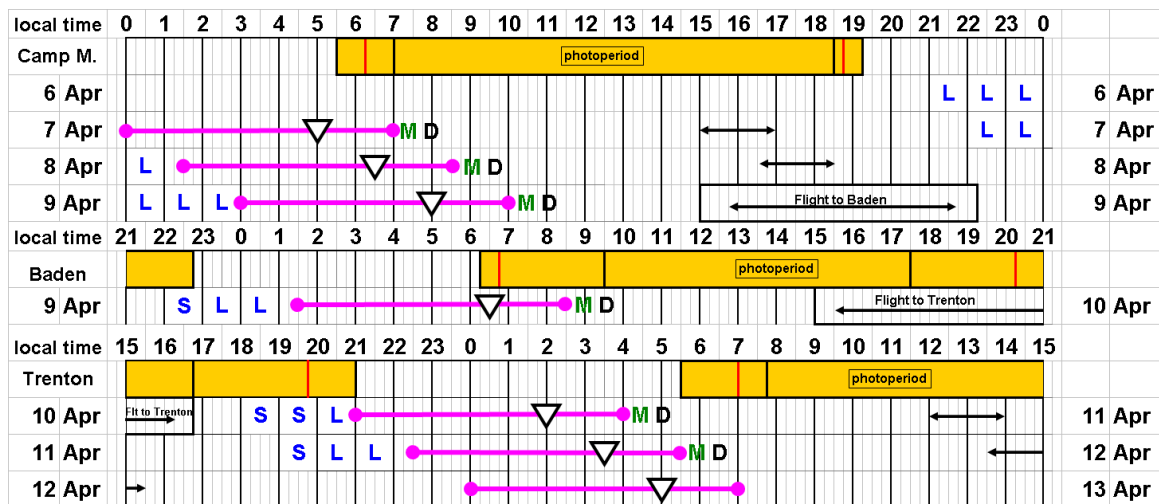 local time 0 1 2 3 4 5 6 7 8 9 10 11 12 13 14 15 16 17 18 19 20 21 22 23 0
Camp M. photoperiod
6 Apr L L L 6 Apr
7 Apr M D L L 7 Apr
8 Apr L M D 8 Apr
9 Apr L L L M D Flight to Baden 9 Apr
local time 21 22 23 0 1 2 3 4 5 6 7 8 9 10 11 12 13 14 15 16 17 18 19 20 21
Baden photoperiod
9 Apr S L L M D Flight to Trenton 10 Apr
local time 15 16 17 18 19 20 21 22 23 0 1 2 3 4 5 6 7 8 9 10 11 12 13 14 15
Trenton photoperiod
10 Apr Flt to Trenton S S L M D 11 Apr
11 Apr S L L M D 12 Apr
12 Apr 13 Apr